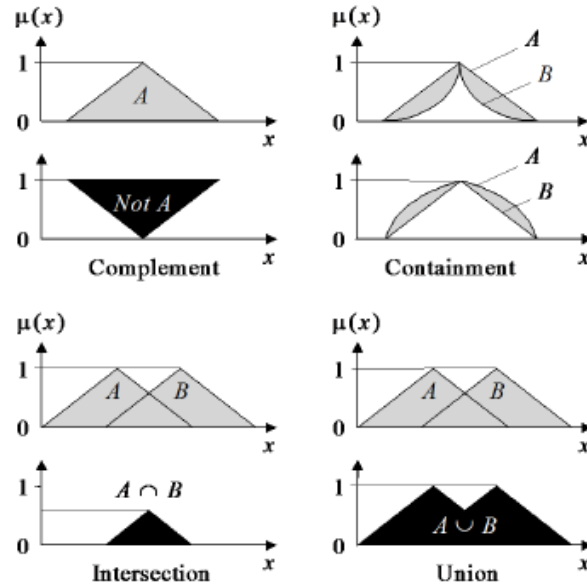 μ(x)
1
A
0
x
1
Not A
0
x
Complement
μ(x)
A
1
B
0
x
A
1
B
0
x
Containment
μ(x)
1
A B
0
x
A ∩ B
1
0
x
Intersection
μ(x)
1
A B
0
x
1
A ∪ B
0
x
Union